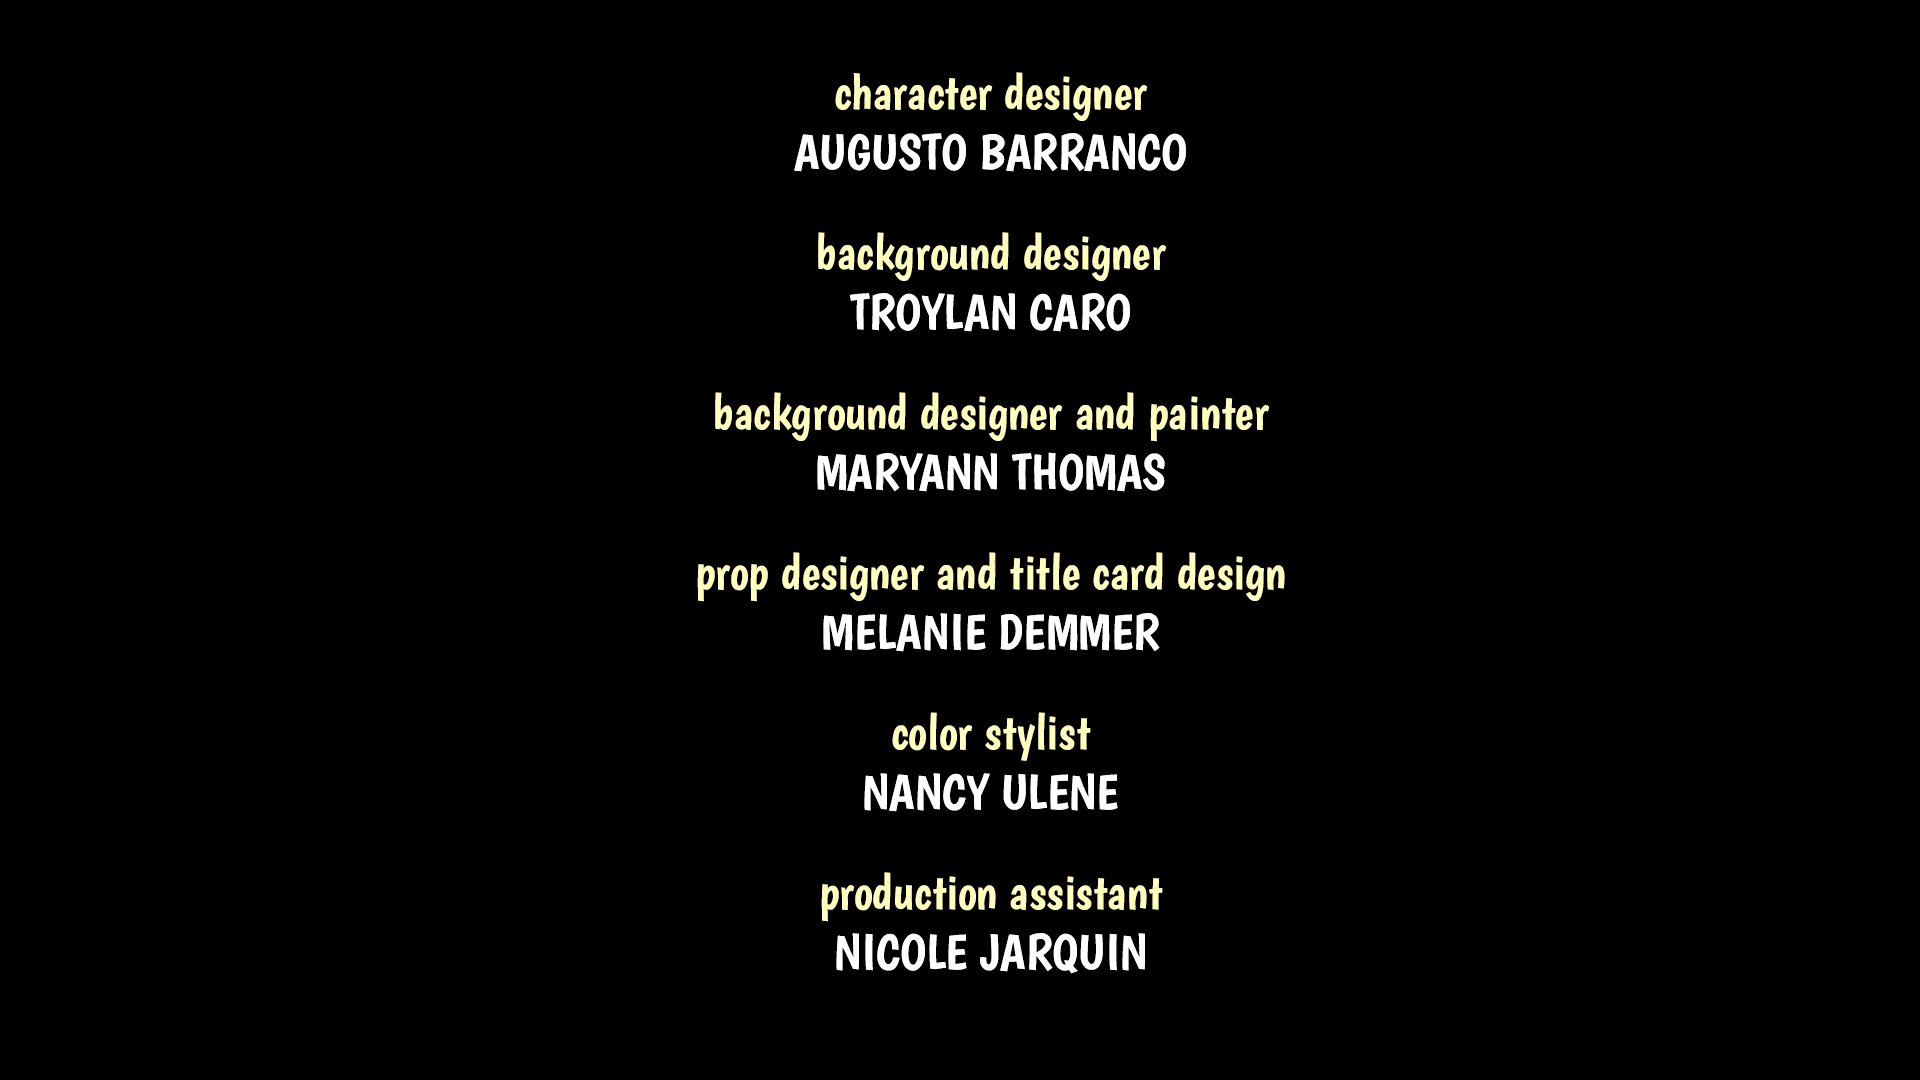 character designer
AUGUSTO BARRANCO
background designer
TROYLAN CARO
background designer and painter
MARYANN THOMAS
prop designer and title card design
MELANIE DEMMER
color stylist
NANCY ULENE
production assistant
NICOLE JARQUIN